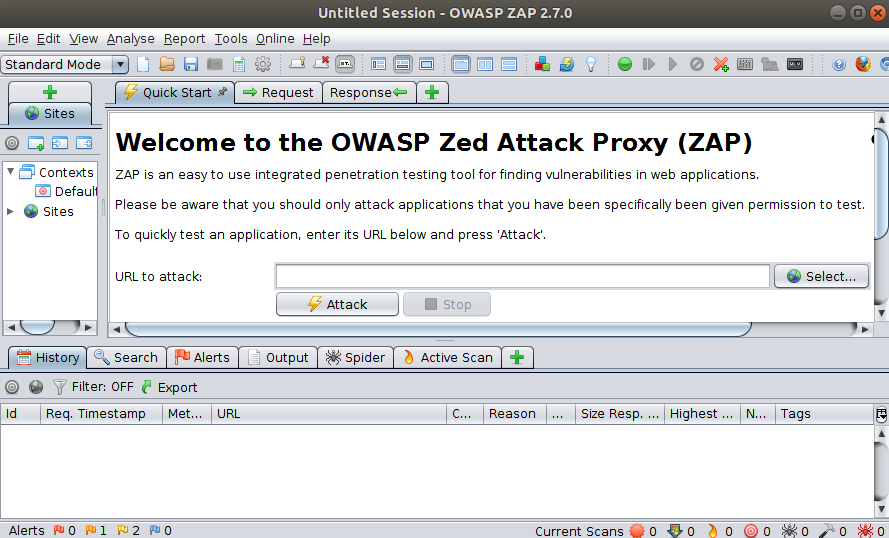 Untitled Session - OWASP ZAP 2.7.0
File Edit View Analyse Report Tools Online Help
Standard Mode
Quick Start Request Response
Sites
Contexts
Default
Sites
Welcome to the OWASP Zed Attack Proxy (ZAP)
ZAP is an easy to use integrated penetration testing tool for finding vulnerabilities in web applications.
Please be aware that you should only attack applications that you have been specifically been given permission to test.
To quickly test an application, enter its URL below and press 'Attack'.
URL to attack: Select...
Attack Stop
History Search Alerts Output Spider Active Scan
Filter: OFF Export
Id Req. Timestamp Met... URL C... Reason ... Size Resp. ... Highest ... N... Tags
Alerts 0 1 2 0 Current Scans 0 0 0 0 0 0 0